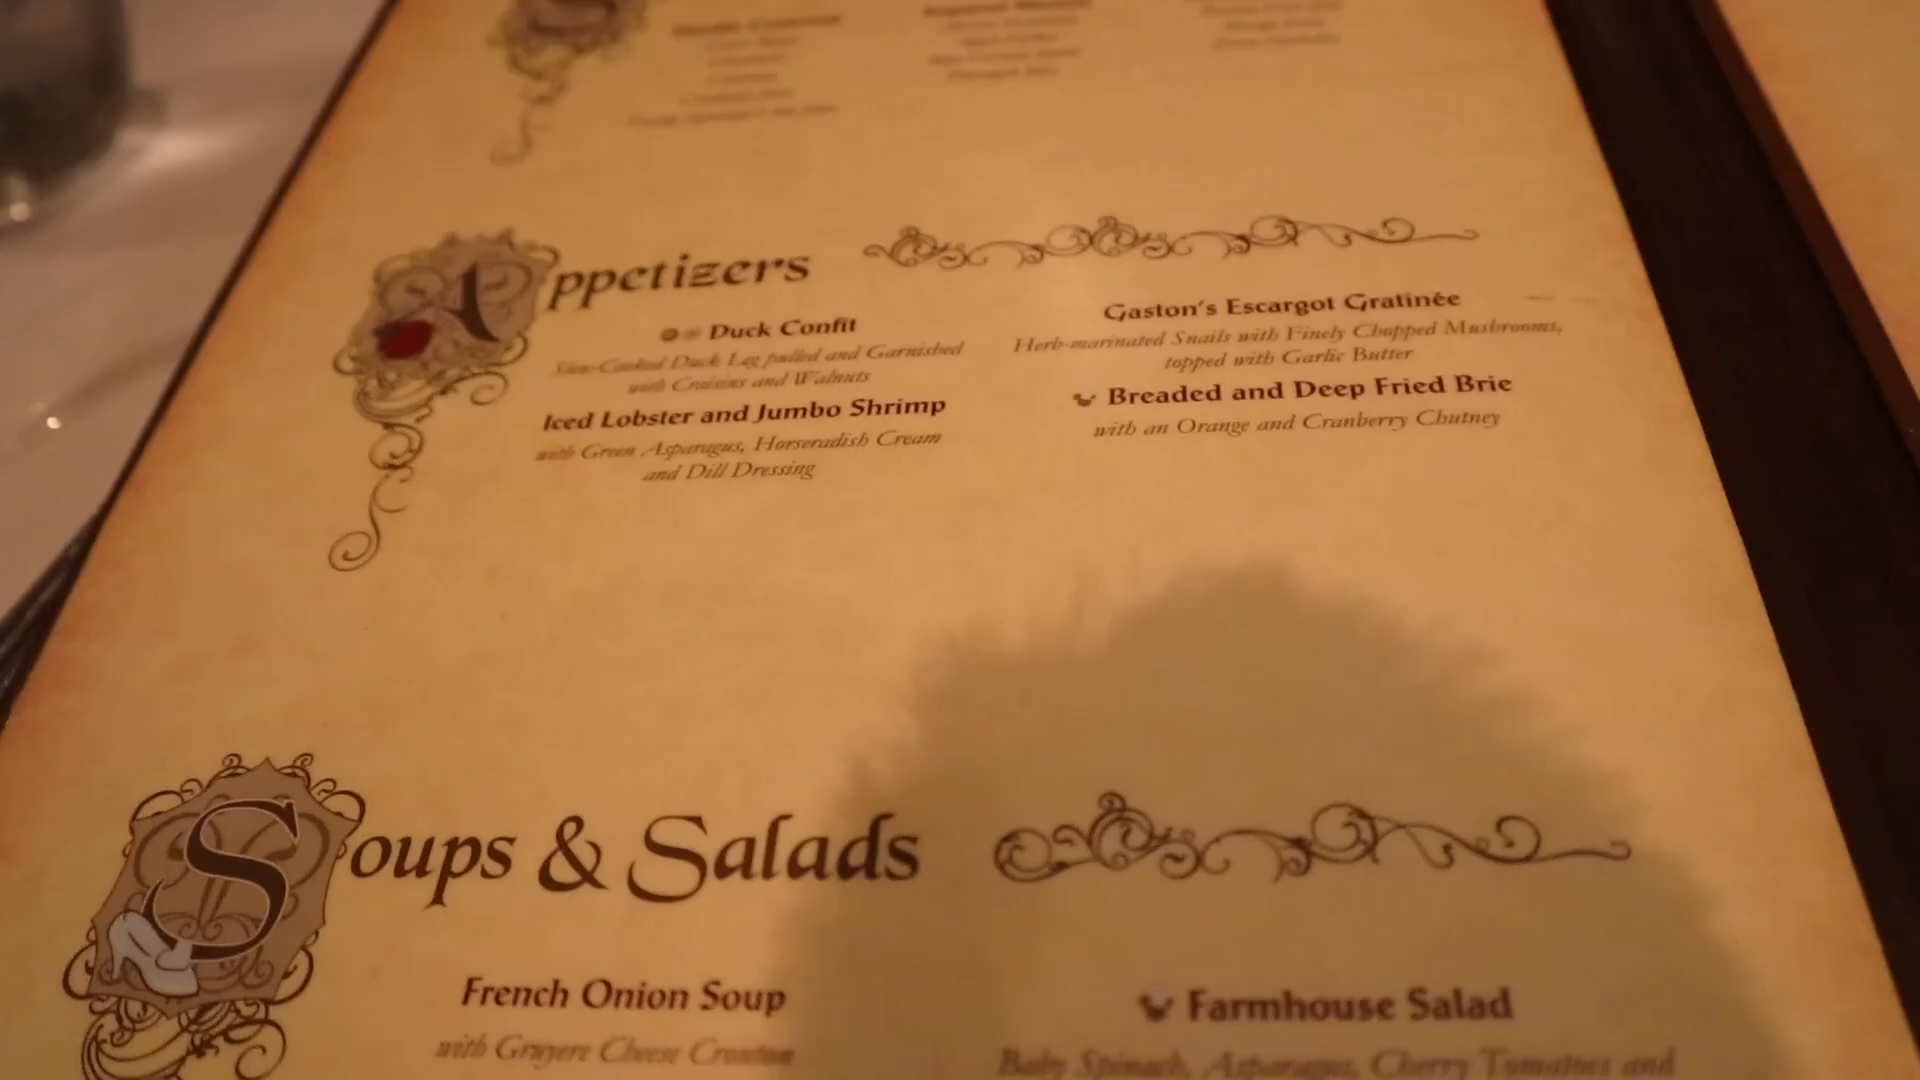 Appetizers
Duck Confit
Slow-Cooked Duck Leg pulled and Garnished
with Craisins and Walnuts
Iced Lobster and Jumbo Shrimp
with Green Asparagus, Horseradish Cream
and Dill Dressing
Gaston's Escargot Gratinée
Herb-marinated Snails with Finely Chopped Mushrooms,
topped with Garlic Butter
Breaded and Deep Fried Brie
with an Orange and Cranberry Chutney
Soups & Salads
French Onion Soup
with Gruyere Cheese Crouton
Farmhouse Salad
Baby Spinach, Asparagus, Cherry Tomatoes and